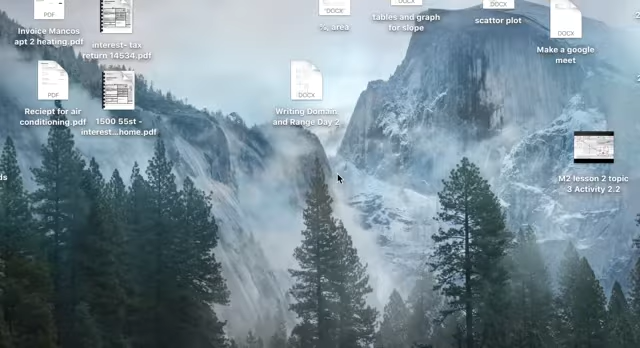 PDF
Invoice Mancos
apt 2 heating.pdf
interest- tax
return 14534.pdf
DOCX
%, area
tables and graph
for slope
scattor plot
DOCX
Make a google
meet
PDF
Reciept for air
conditioning.pdf
1500 55st -
interest...home.pdf
DOCX
Writing Domain
and Range Day 2
M2 lesson 2 topic
3 Activity 2.2
ds